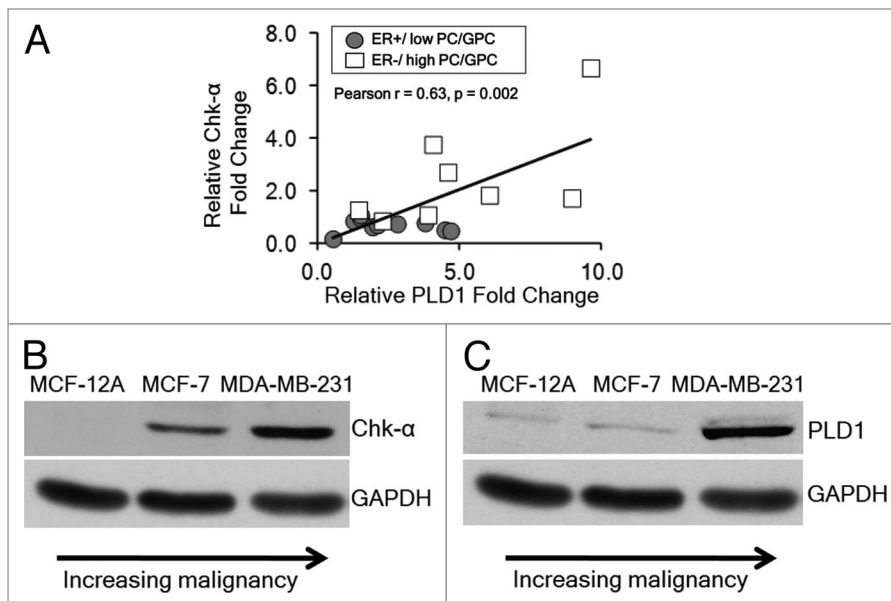 A
8.0
6.0
4.0
2.0
0.0
Relative Chk-α
Fold Change
ER+/ low PC/GPC
ER-/ high PC/GPC
Pearson r = 0.63, p = 0.002
0.0 5.0 10.0
Relative PLD1 Fold Change
B
MCF-12A MCF-7 MDA-MB-231
Chk-α
GAPDH
Increasing malignancy
C
MCF-12A MCF-7 MDA-MB-231
PLD1
GAPDH
Increasing malignancy